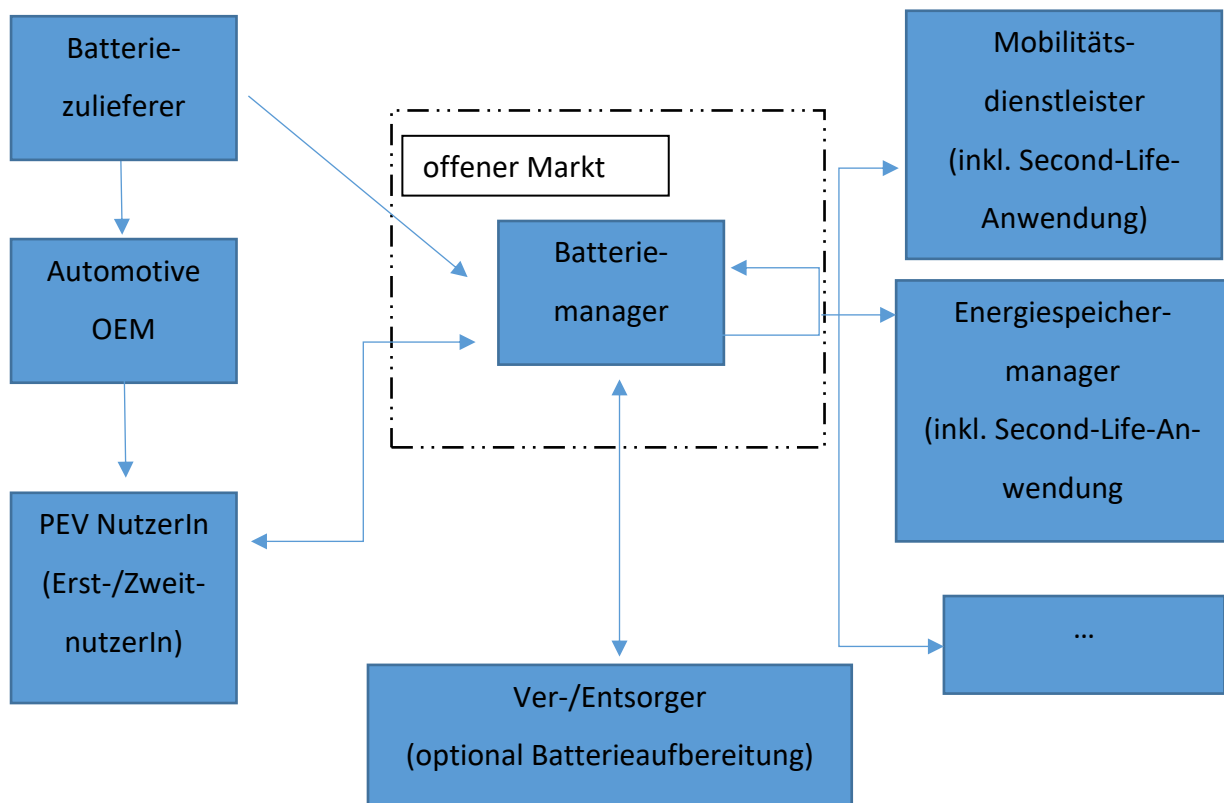 Batterie-
zulieferer
Automotive
OEM
PEV NutzerIn
(Erst-/Zweit-
nutzerIn)
offener Markt
Batterie-
manager
Ver-/Entsorger
(optional Batterieaufbereitung)
Mobilitäts-
dienstleister
(inkl. Second-Life-
Anwendung)
Energiespeicher-
manager
(inkl. Second-Life-An-
wendung
...